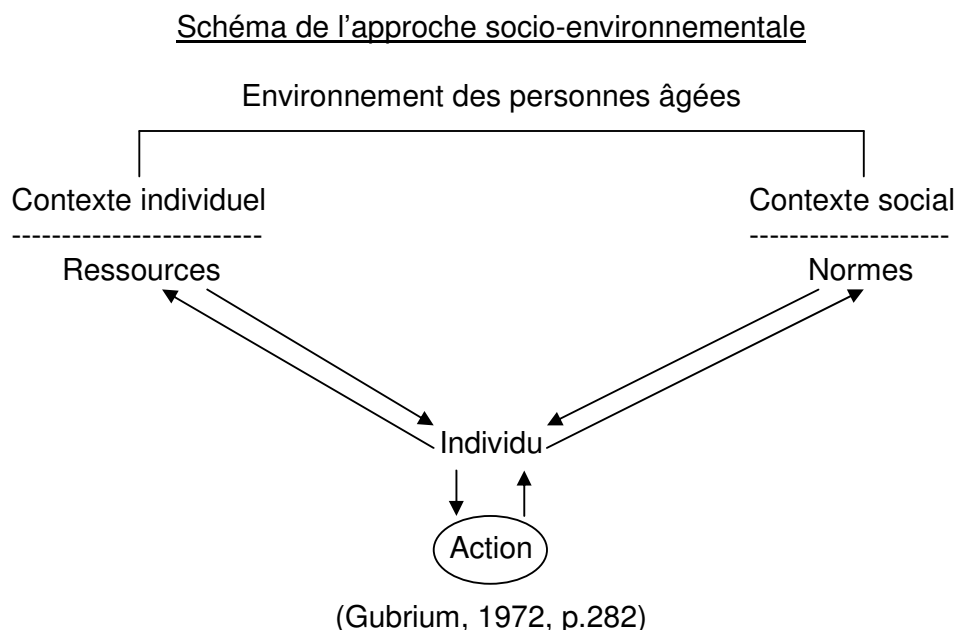 Schéma de l'approche socio-environnementale
Environnement des personnes âgées
Contexte individuel
Contexte social
-------------------------
--------------------
Ressources
Normes
Individu
Action
(Gubrium, 1972, p.282)